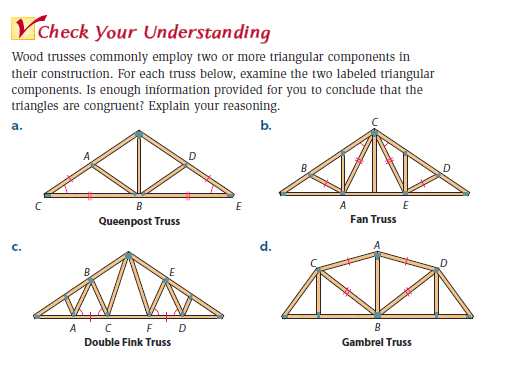 Check Your Understanding
Wood trusses commonly employ two or more triangular components in
their construction. For each truss below, examine the two labeled triangular
components. Is enough information provided for you to conclude that the
triangles are congruent? Explain your reasoning.
a.
A
D
C
B
E
Queenpost Truss
b.
C
B
D
A
E
Fan Truss
c.
B
E
A
C
F
D
Double Fink Truss
d.
A
C
D
B
Gambrel Truss